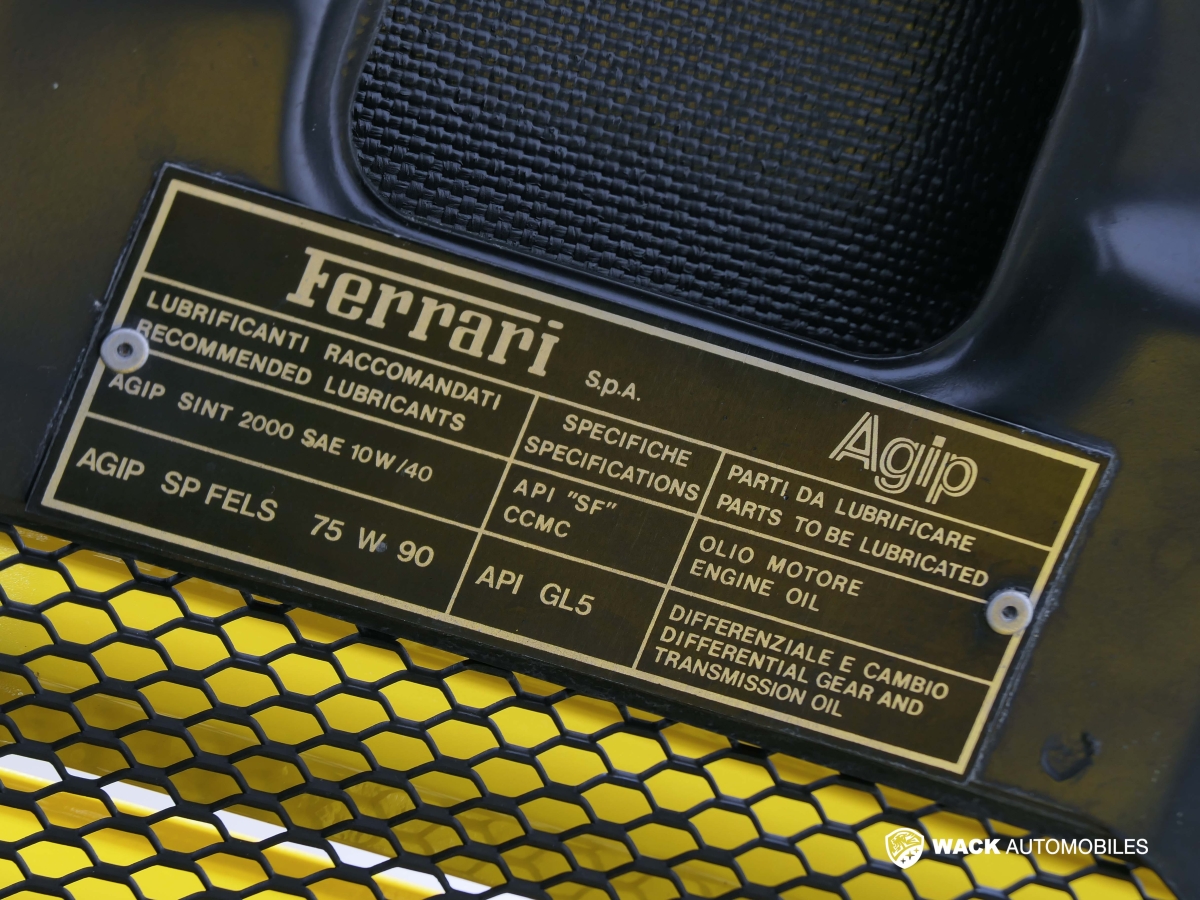 Ferrari S.p.A.
Agip
LUBRIFICANTI RACCOMANDATI
RECOMMENDED LUBRICANTS
SPECIFICHE
SPECIFICATIONS
PARTI DA LUBRIFICARE
PARTS TO BE LUBRICATED
AGIP SINT 2000 SAE 10W/40
API "SF"
CCMC
OLIO MOTORE
ENGINE OIL
AGIP SP FELS 75 W 90
API GL5
DIFFERENZIALE E CAMBIO
DIFFERENTIAL GEAR AND
TRANSMISSION OIL
WACK AUTOMOBILES